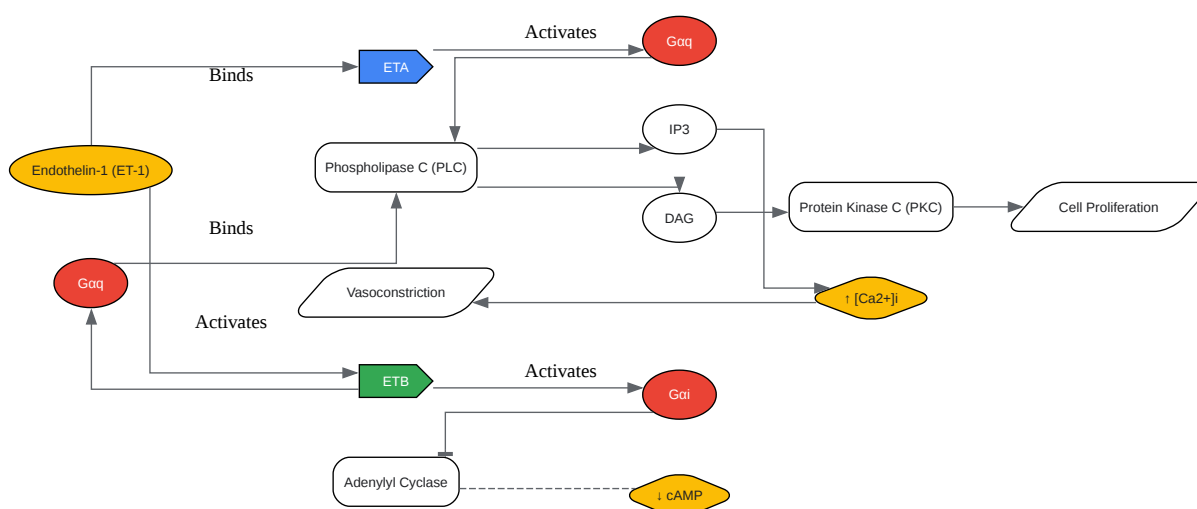 Activates
Gαq
ETA
Binds
IP3
Phospholipase C (PLC)
Endothelin-1 (ET-1)
Protein Kinase C (PKC)
Cell Proliferation
DAG
Binds
Gαq
Vasoconstriction
↑ [Ca2+]i
Activates
Activates
ETB
Gαi
Adenylyl Cyclase
↓ cAMP